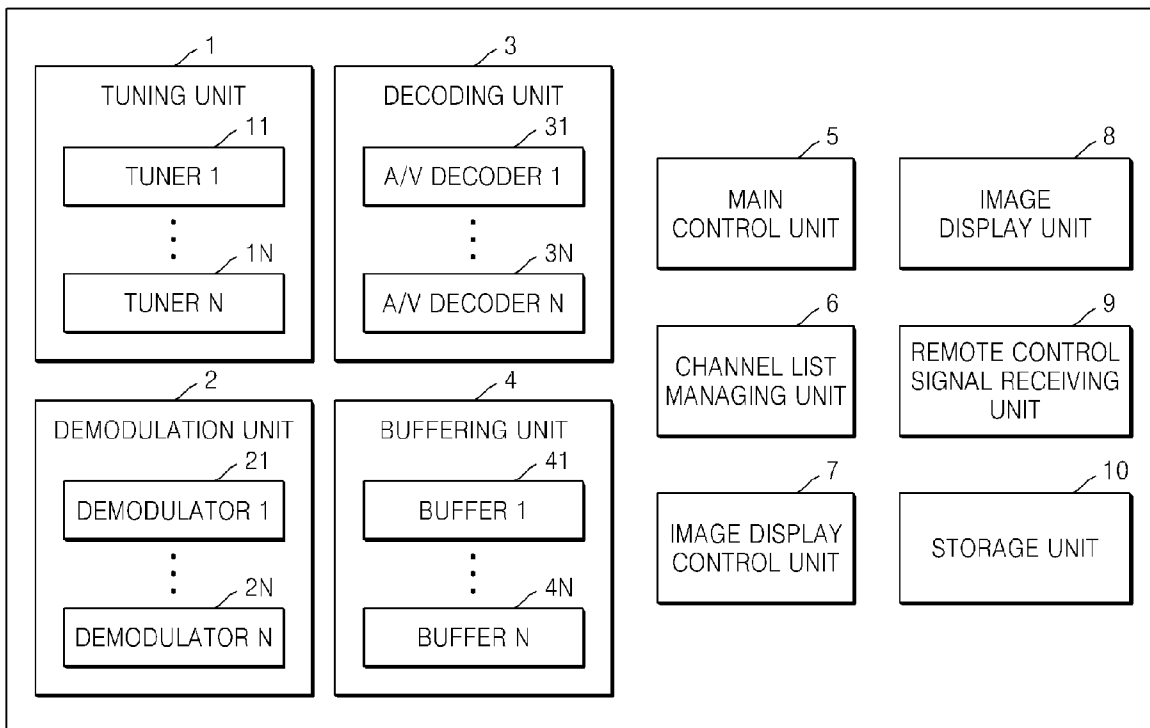 1
TUNING UNIT
11
TUNER 1
1N
TUNER N
3
DECODING UNIT
31
A/V DECODER 1
3N
A/V DECODER N
2
DEMODULATION UNIT
21
DEMODULATOR 1
2N
DEMODULATOR N
4
BUFFERING UNIT
41
BUFFER 1
4N
BUFFER N
5
MAIN
CONTROL UNIT
8
IMAGE
DISPLAY UNIT
6
CHANNEL LIST
MANAGING UNIT
9
REMOTE CONTROL
SIGNAL RECEIVING
UNIT
7
IMAGE DISPLAY
CONTROL UNIT
10
STORAGE UNIT